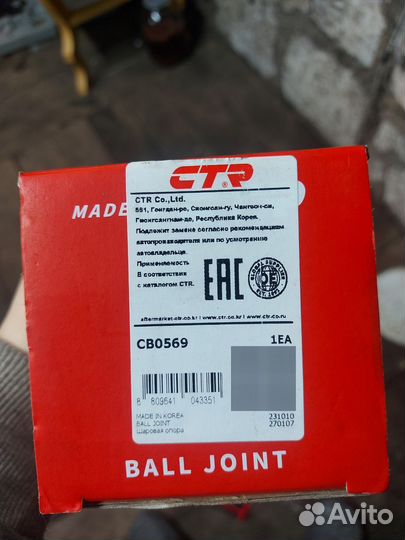 CTR®
MADE
CTR Co.,Ltd.
551, Гонгдан-ро, Сеонгсан-гу, Чангвон-си,
Гиеонгсангнам-до, Республика Корея.
Подлежит замене согласно рекомендациям
автопроизводителя или по усмотрению
автовладельца.
Применяемость
В соответствии
с каталогом CTR.
EAC
GLOBAL SUPPLIER
aftermarket.ctr.co.kr I www.ctr.co.kr I www.ctr.co.ru
CB0569 1EA
8 809541 043351
MADE IN KOREA
BALL JOINT
Шаровая опора
231010
270107
BALL JOINT
Avito